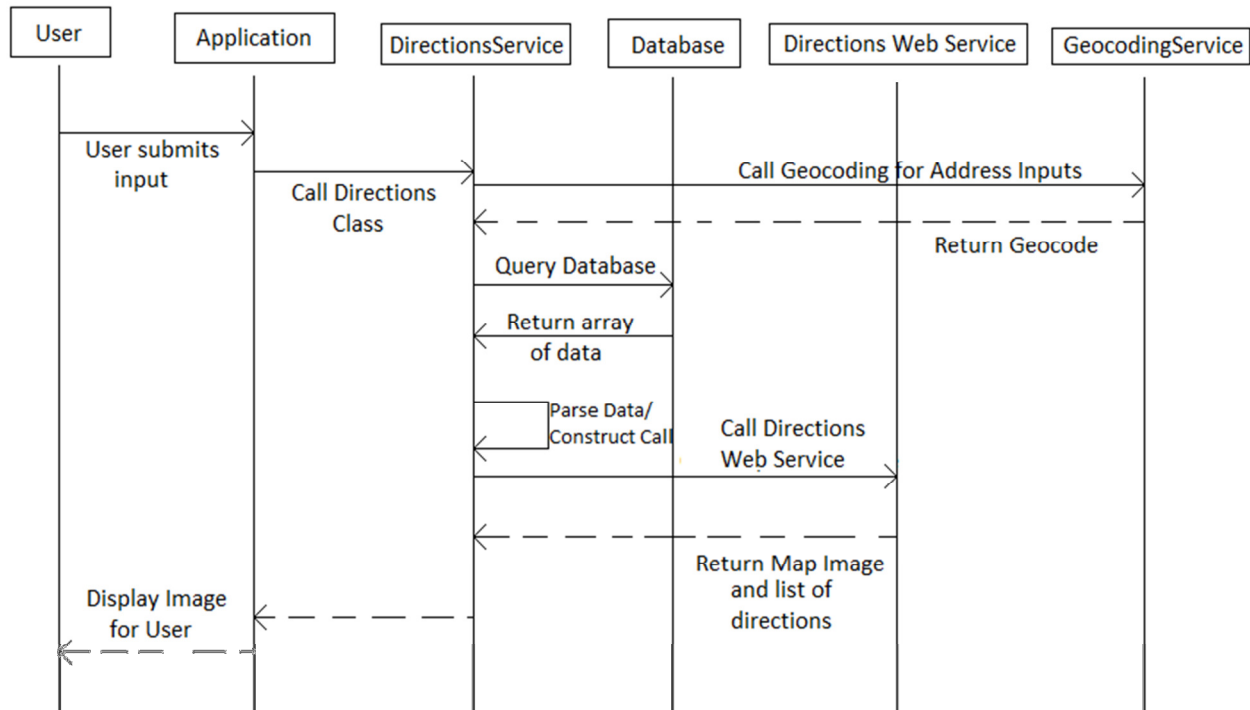 User
Application
DirectionsService
Database
Directions Web Service
GeocodingService
User submits
input
Call Directions
Class
Call Geocoding for Address Inputs
Return Geocode
Query Database
Return array
of data
Parse Data/
Construct Call
Call Directions
Web Service
Return Map Image
and list of
directions
Display Image
for User